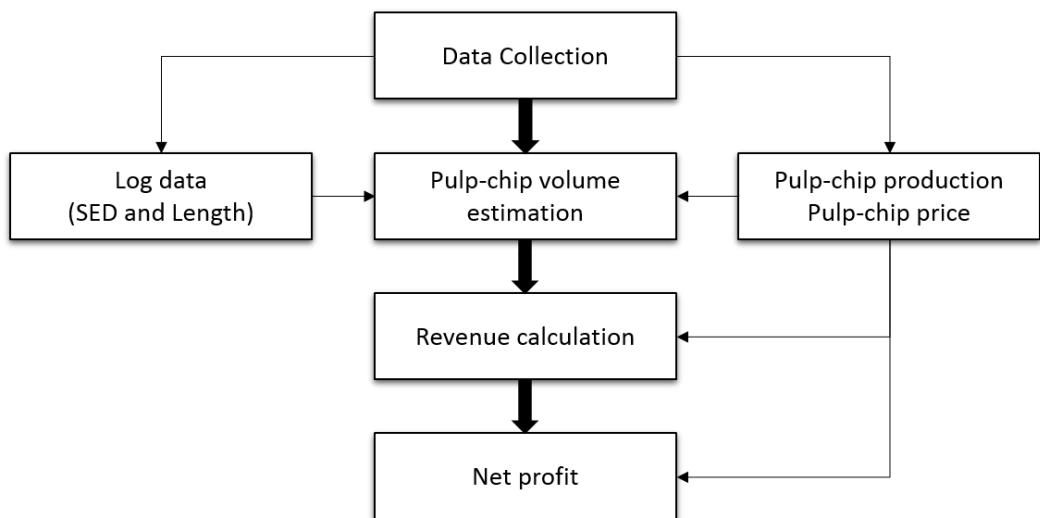 Data Collection
Log data
(SED and Length)
Pulp-chip volume
estimation
Pulp-chip production
Pulp-chip price
Revenue calculation
Net profit